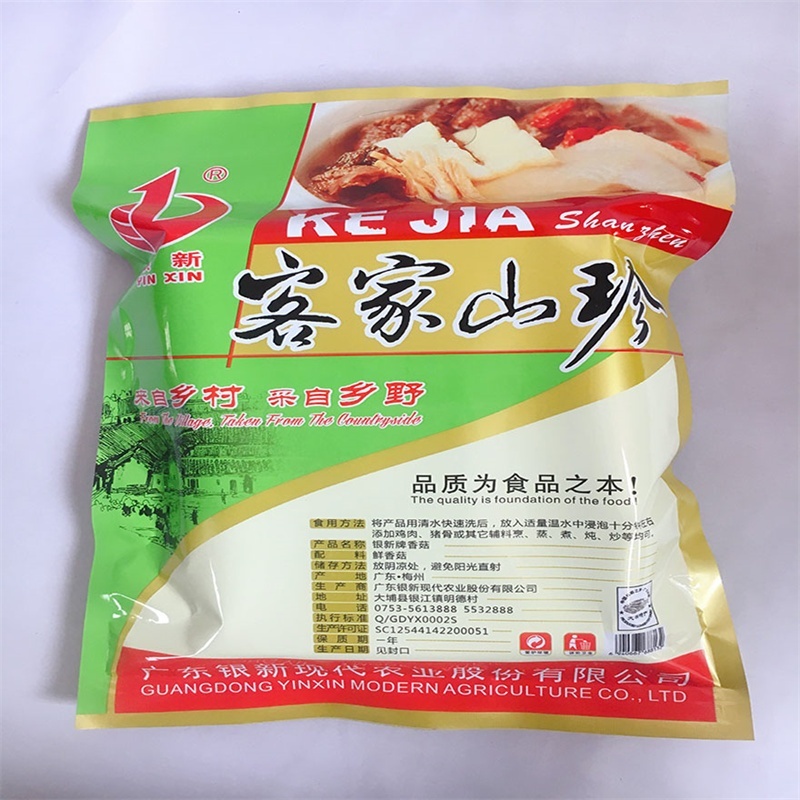 ®
新
YIN XIN
KE JIA Shanzhen
客家山珍
来自乡村 采自乡野
From The Village, Taken From The Countryside
品质为食品之本!
The quality is foundation of the food
食用方法 将产品用清水快速洗后，放入适量温水中浸泡十分钟左右
添加鸡肉、猪骨或其它辅料烹、蒸、煮、炖、炒等均可.
产品名称 银新牌香菇
配料 鲜香菇
储存方法 放阴凉处，避免阳光直射
产地 广东·梅州
生产商 广东银新现代农业股份有限公司
地址 大埔县银江镇明德村
电话 0753-5613888 5532888
执行标准 Q/GDYX0002S
生产许可证 SC12544142200051
保质期 一年
生产日期 见封口
广东银新现代农业股份有限公司
GUANGDONG YINXIN MODERN AGRICULTURE CO., LTD